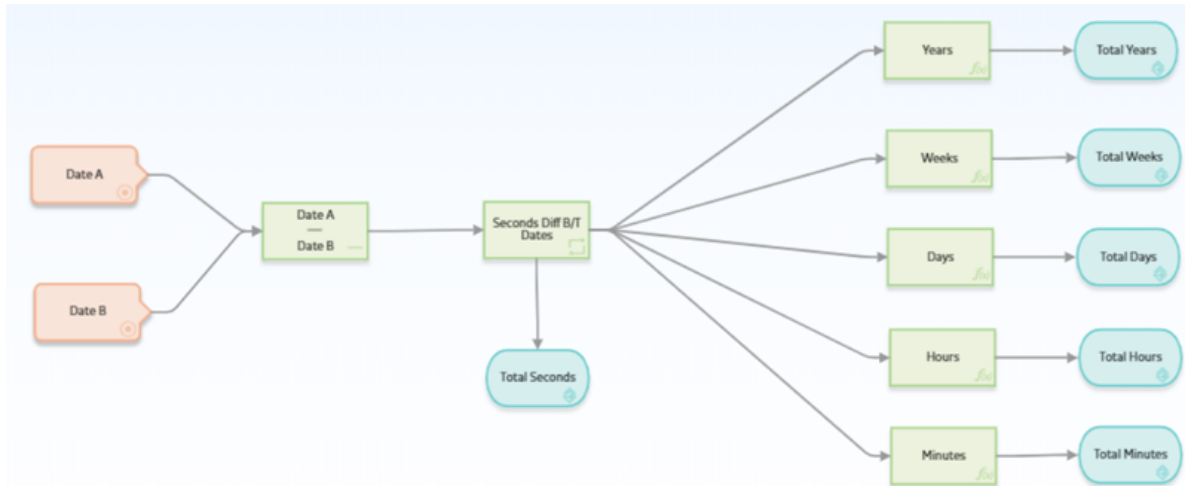 Years
Total Years
Weeks
Total Weeks
Date A
Date A
—
Date B
Seconds Diff B/T
Dates
Days
Total Days
Date B
Total Seconds
Hours
Total Hours
Minutes
Total Minutes
f(x)
f(x)
f(x)
f(x)
f(x)